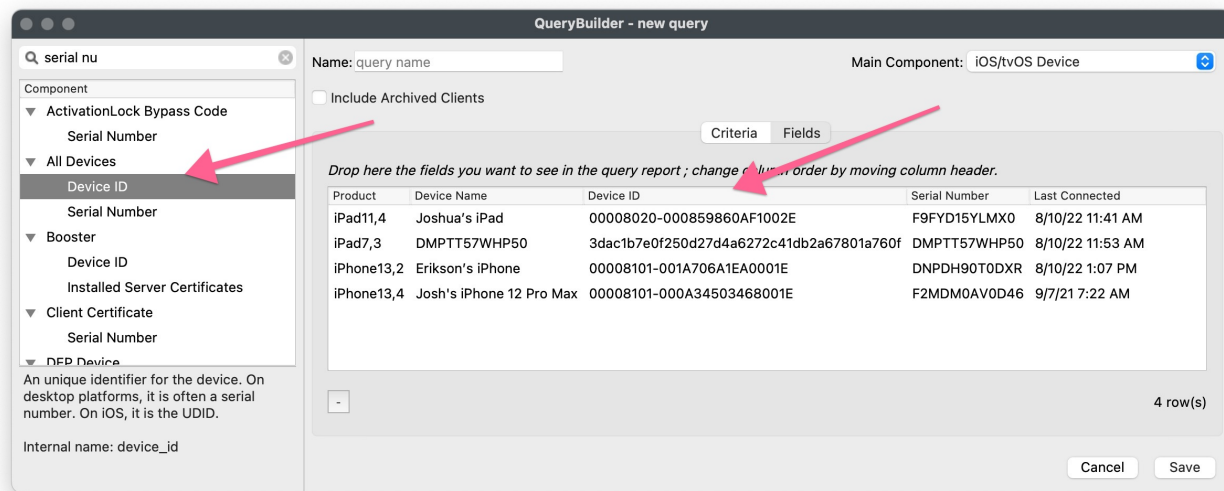 QueryBuilder - new query
serial nu
Component
ActivationLock Bypass Code
Serial Number
All Devices
Device ID
Serial Number
Booster
Device ID
Installed Server Certificates
Client Certificate
Serial Number
DEP Device
An unique identifier for the device. On
desktop platforms, it is often a serial
number. On iOS, it is the UDID.
Internal name: device_id
Name: query name
Main Component: iOS/tvOS Device
Include Archived Clients
Criteria Fields
Drop here the fields you want to see in the query report ; change column order by moving column header.
Product Device Name Device ID Serial Number Last Connected
iPad11,4 Joshua's iPad 00008020-000859860AF1002E F9FYD15YLMX0 8/10/22 11:41 AM
iPad7,3 DMPTT57WHP50 3dac1b7e0f250d27d4a6272c41db2a67801a760f DMPTT57WHP50 8/10/22 11:53 AM
iPhone13,2 Erikson's iPhone 00008101-001A706A1EA0001E DNPDH90T0DXR 8/10/22 1:07 PM
iPhone13,4 Josh's iPhone 12 Pro Max 00008101-000A34503468001E F2MDM0AV0D46 9/7/21 7:22 AM
-
4 row(s)
Cancel Save